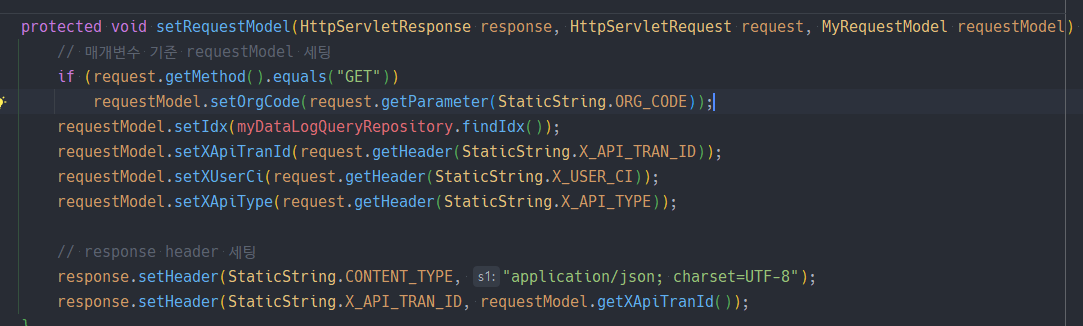 protected void setRequestModel(HttpServletResponse response, HttpServletRequest request, MyRequestModel requestModel)
// 매개변수 기준 requestModel 세팅
if (request.getMethod().equals("GET"))
requestModel.setOrgCode(request.getParameter(StaticString.ORG_CODE));
requestModel.setIdx(myDataLogQueryRepository.findIdx());
requestModel.setXApiTranId(request.getHeader(StaticString.X_API_TRAN_ID));
requestModel.setXUserCi(request.getHeader(StaticString.X_USER_CI));
requestModel.setXApiType(request.getHeader(StaticString.X_API_TYPE));
// response header 세팅
response.setHeader(StaticString.CONTENT_TYPE, s1: "application/json; charset=UTF-8");
response.setHeader(StaticString.X_API_TRAN_ID, requestModel.getXApiTranId());
}